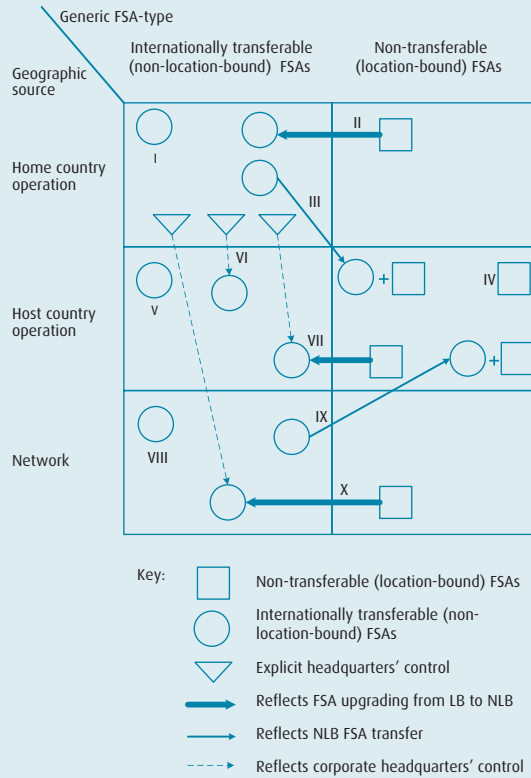 Generic FSA-type
Internationally transferable
(non-location-bound) FSAs
Non-transferable
(location-bound) FSAs
Geographic
source
Home country
operation
I
II
III
Host country
operation
V
VI
+
IV
VII
+
Network
VIII
IX
X
Key:
Non-transferable (location-bound) FSAs
Internationally transferable (non-
location-bound) FSAs
Explicit headquarters' control
Reflects FSA upgrading from LB to NLB
Reflects NLB FSA transfer
Reflects corporate headquarters' control